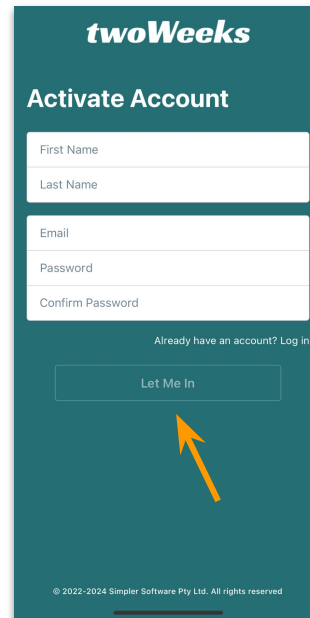 twoWeeks
Activate Account
First Name
Last Name
Email
Password
Confirm Password
Already have an account? Log in
Let Me In
© 2022-2024 Simpler Software Pty Ltd. All rights reserved